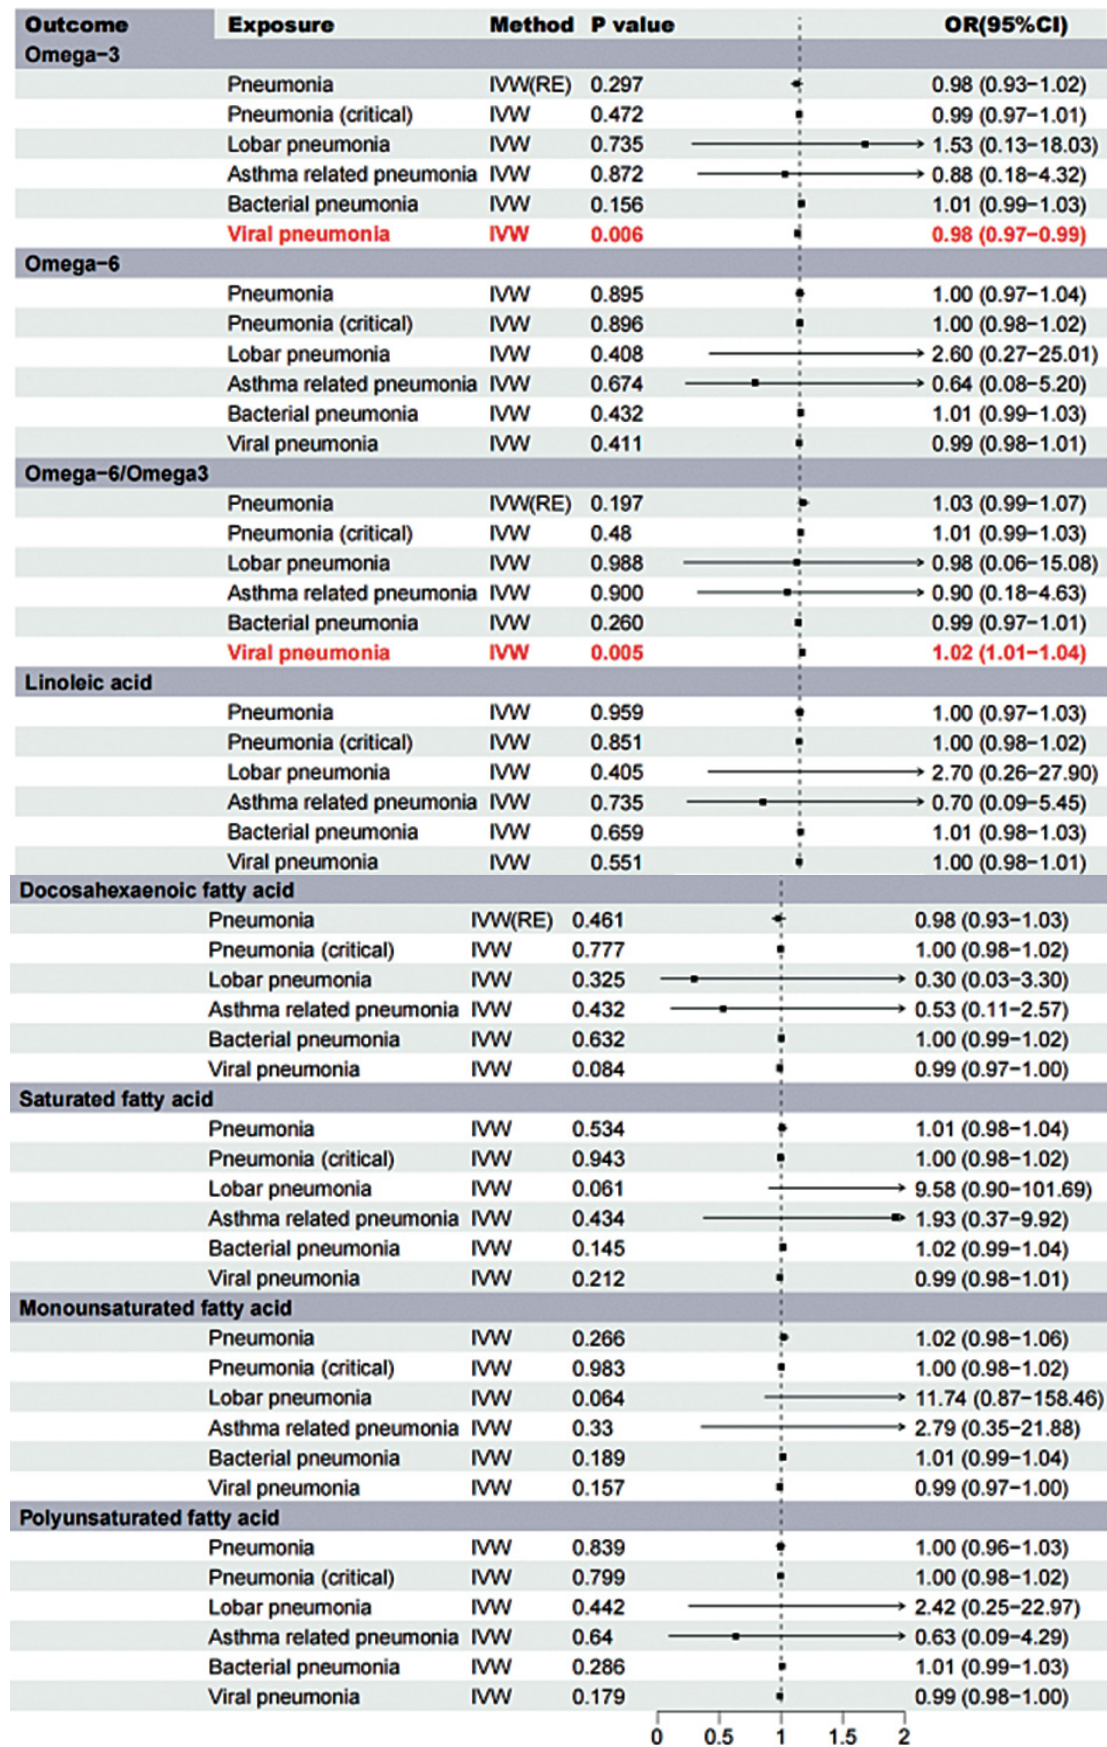 Outcome Exposure Method P value OR(95%CI)
Omega−3
Pneumonia IVW(RE) 0.297 0.98 (0.93−1.02)
Pneumonia (critical) IVW 0.472 0.99 (0.97−1.01)
Lobar pneumonia IVW 0.735 1.53 (0.13−18.03)
Asthma related pneumonia IVW 0.872 0.88 (0.18−4.32)
Bacterial pneumonia IVW 0.156 1.01 (0.99−1.03)
Viral pneumonia IVW 0.006 0.98 (0.97−0.99)
Omega−6
Pneumonia IVW 0.895 1.00 (0.97−1.04)
Pneumonia (critical) IVW 0.896 1.00 (0.98−1.02)
Lobar pneumonia IVW 0.408 2.60 (0.27−25.01)
Asthma related pneumonia IVW 0.674 0.64 (0.08−5.20)
Bacterial pneumonia IVW 0.432 1.01 (0.99−1.03)
Viral pneumonia IVW 0.411 0.99 (0.98−1.01)
Omega−6/Omega3
Pneumonia IVW(RE) 0.197 1.03 (0.99−1.07)
Pneumonia (critical) IVW 0.48 1.01 (0.99−1.03)
Lobar pneumonia IVW 0.988 0.98 (0.06−15.08)
Asthma related pneumonia IVW 0.900 0.90 (0.18−4.63)
Bacterial pneumonia IVW 0.260 0.99 (0.97−1.01)
Viral pneumonia IVW 0.005 1.02 (1.01−1.04)
Linoleic acid
Pneumonia IVW 0.959 1.00 (0.97−1.03)
Pneumonia (critical) IVW 0.851 1.00 (0.98−1.02)
Lobar pneumonia IVW 0.405 2.70 (0.26−27.90)
Asthma related pneumonia IVW 0.735 0.70 (0.09−5.45)
Bacterial pneumonia IVW 0.659 1.01 (0.98−1.03)
Viral pneumonia IVW 0.551 1.00 (0.98−1.01)
Docosahexaenoic fatty acid
Pneumonia IVW(RE) 0.461 0.98 (0.93−1.03)
Pneumonia (critical) IVW 0.777 1.00 (0.98−1.02)
Lobar pneumonia IVW 0.325 0.30 (0.03−3.30)
Asthma related pneumonia IVW 0.432 0.53 (0.11−2.57)
Bacterial pneumonia IVW 0.632 1.00 (0.99−1.02)
Viral pneumonia IVW 0.084 0.99 (0.97−1.00)
Saturated fatty acid
Pneumonia IVW 0.534 1.01 (0.98−1.04)
Pneumonia (critical) IVW 0.943 1.00 (0.98−1.02)
Lobar pneumonia IVW 0.061 9.58 (0.90−101.69)
Asthma related pneumonia IVW 0.434 1.93 (0.37−9.92)
Bacterial pneumonia IVW 0.145 1.02 (0.99−1.04)
Viral pneumonia IVW 0.212 0.99 (0.98−1.01)
Monounsaturated fatty acid
Pneumonia IVW 0.266 1.02 (0.98−1.06)
Pneumonia (critical) IVW 0.983 1.00 (0.98−1.02)
Lobar pneumonia IVW 0.064 11.74 (0.87−158.46)
Asthma related pneumonia IVW 0.33 2.79 (0.35−21.88)
Bacterial pneumonia IVW 0.189 1.01 (0.99−1.04)
Viral pneumonia IVW 0.157 0.99 (0.97−1.00)
Polyunsaturated fatty acid
Pneumonia IVW 0.839 1.00 (0.96−1.03)
Pneumonia (critical) IVW 0.799 1.00 (0.98−1.02)
Lobar pneumonia IVW 0.442 2.42 (0.25−22.97)
Asthma related pneumonia IVW 0.64 0.63 (0.09−4.29)
Bacterial pneumonia IVW 0.286 1.01 (0.99−1.03)
Viral pneumonia IVW 0.179 0.99 (0.98−1.00)
0 0.5 1 1.5 2